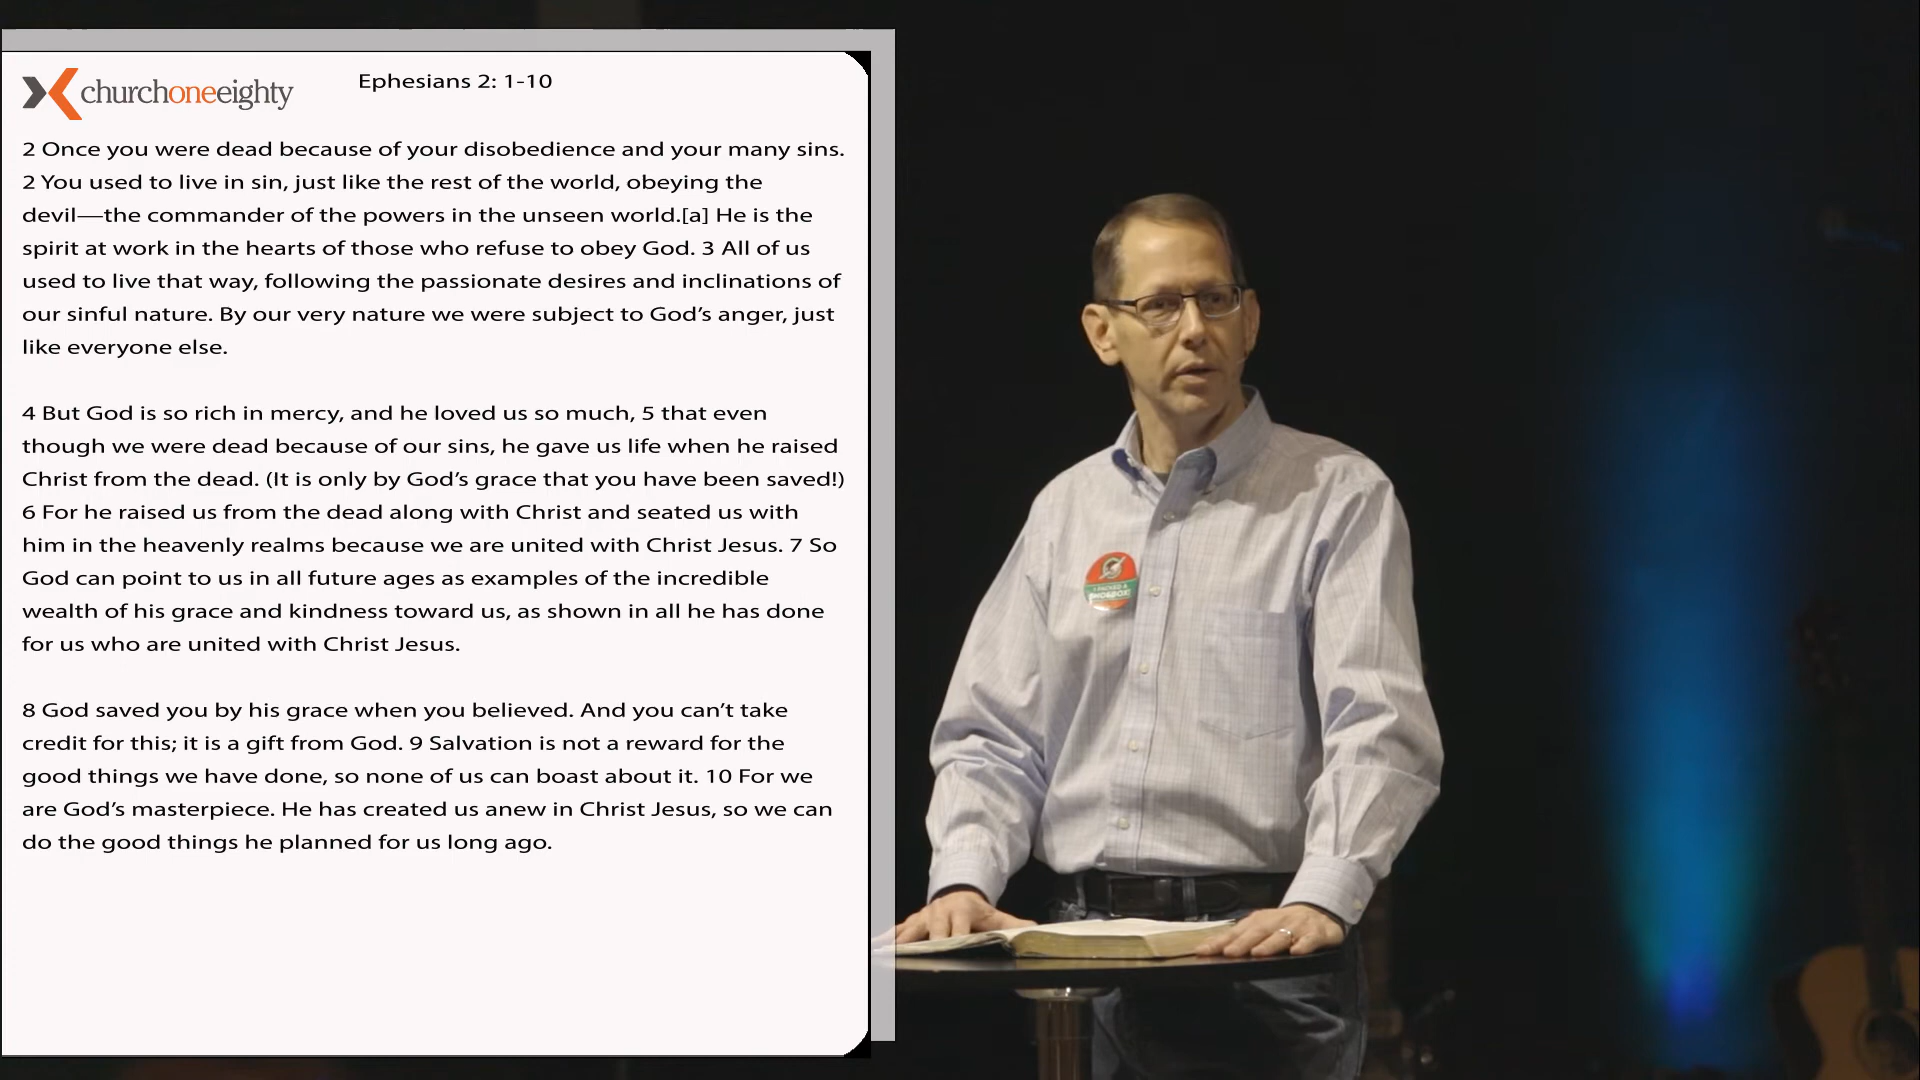 churchoneeighty
Ephesians 2: 1-10
2 Once you were dead because of your disobedience and your many sins.
2 You used to live in sin, just like the rest of the world, obeying the
devil—the commander of the powers in the unseen world.[a] He is the
spirit at work in the hearts of those who refuse to obey God. 3 All of us
used to live that way, following the passionate desires and inclinations of
our sinful nature. By our very nature we were subject to God’s anger, just
like everyone else.
4 But God is so rich in mercy, and he loved us so much, 5 that even
though we were dead because of our sins, he gave us life when he raised
Christ from the dead. (It is only by God’s grace that you have been saved!)
6 For he raised us from the dead along with Christ and seated us with
him in the heavenly realms because we are united with Christ Jesus. 7 So
God can point to us in all future ages as examples of the incredible
wealth of his grace and kindness toward us, as shown in all he has done
for us who are united with Christ Jesus.
8 God saved you by his grace when you believed. And you can’t take
credit for this; it is a gift from God. 9 Salvation is not a reward for the
good things we have done, so none of us can boast about it. 10 For we
are God’s masterpiece. He has created us anew in Christ Jesus, so we can
do the good things he planned for us long ago.
I PACKED A
SHOEBOX!